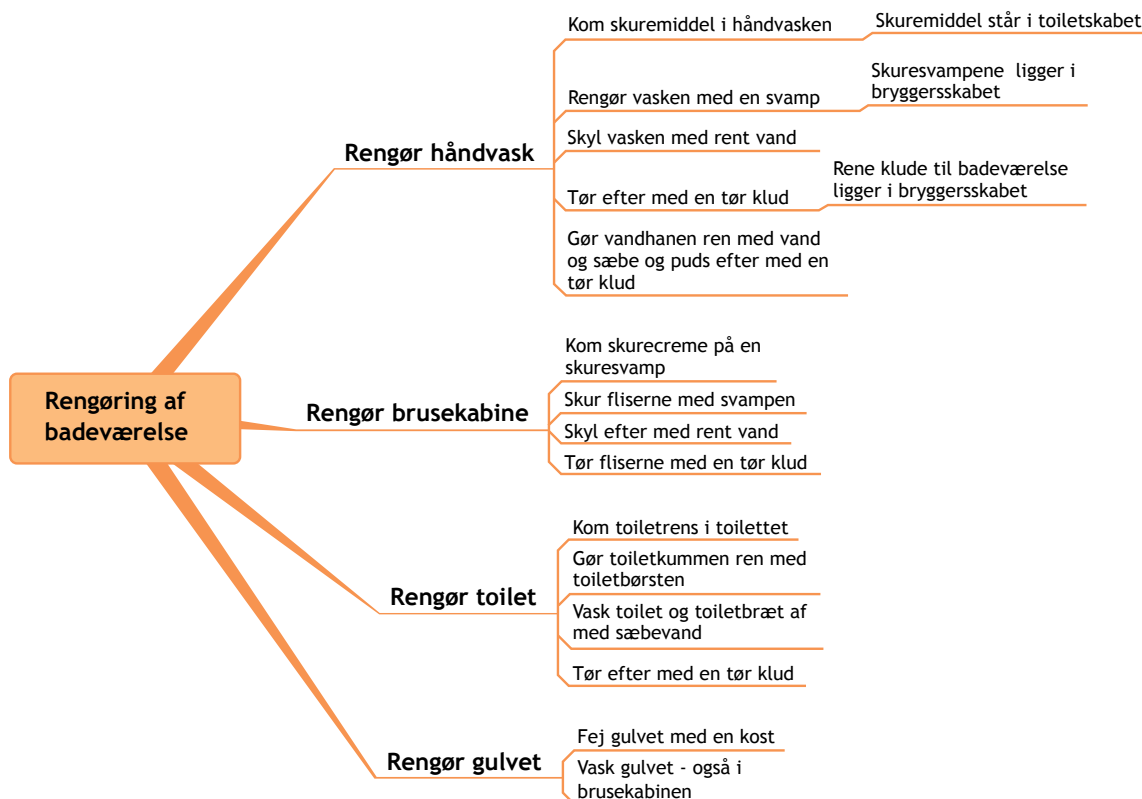 Rengøring af
badeværelse
Rengør håndvask
Kom skuremiddel i håndvasken
Skuremiddel står i toiletskabet
Rengør vasken med en svamp
Skuresvampene  ligger i
bryggersskabet
Skyl vasken med rent vand
Tør efter med en tør klud
Rene klude til badeværelse
ligger i bryggersskabet
Gør vandhanen ren med vand
og sæbe og puds efter med en
tør klud
Rengør brusekabine
Kom skurecreme på en
skuresvamp
Skur fliserne med svampen
Skyl efter med rent vand
Tør fliserne med en tør klud
Rengør toilet
Kom toiletrens i toilettet
Gør toiletkummen ren med
toiletbørsten
Vask toilet og toiletbræt af
med sæbevand
Tør efter med en tør klud
Rengør gulvet
Fej gulvet med en kost
Vask gulvet - også i
brusekabinen